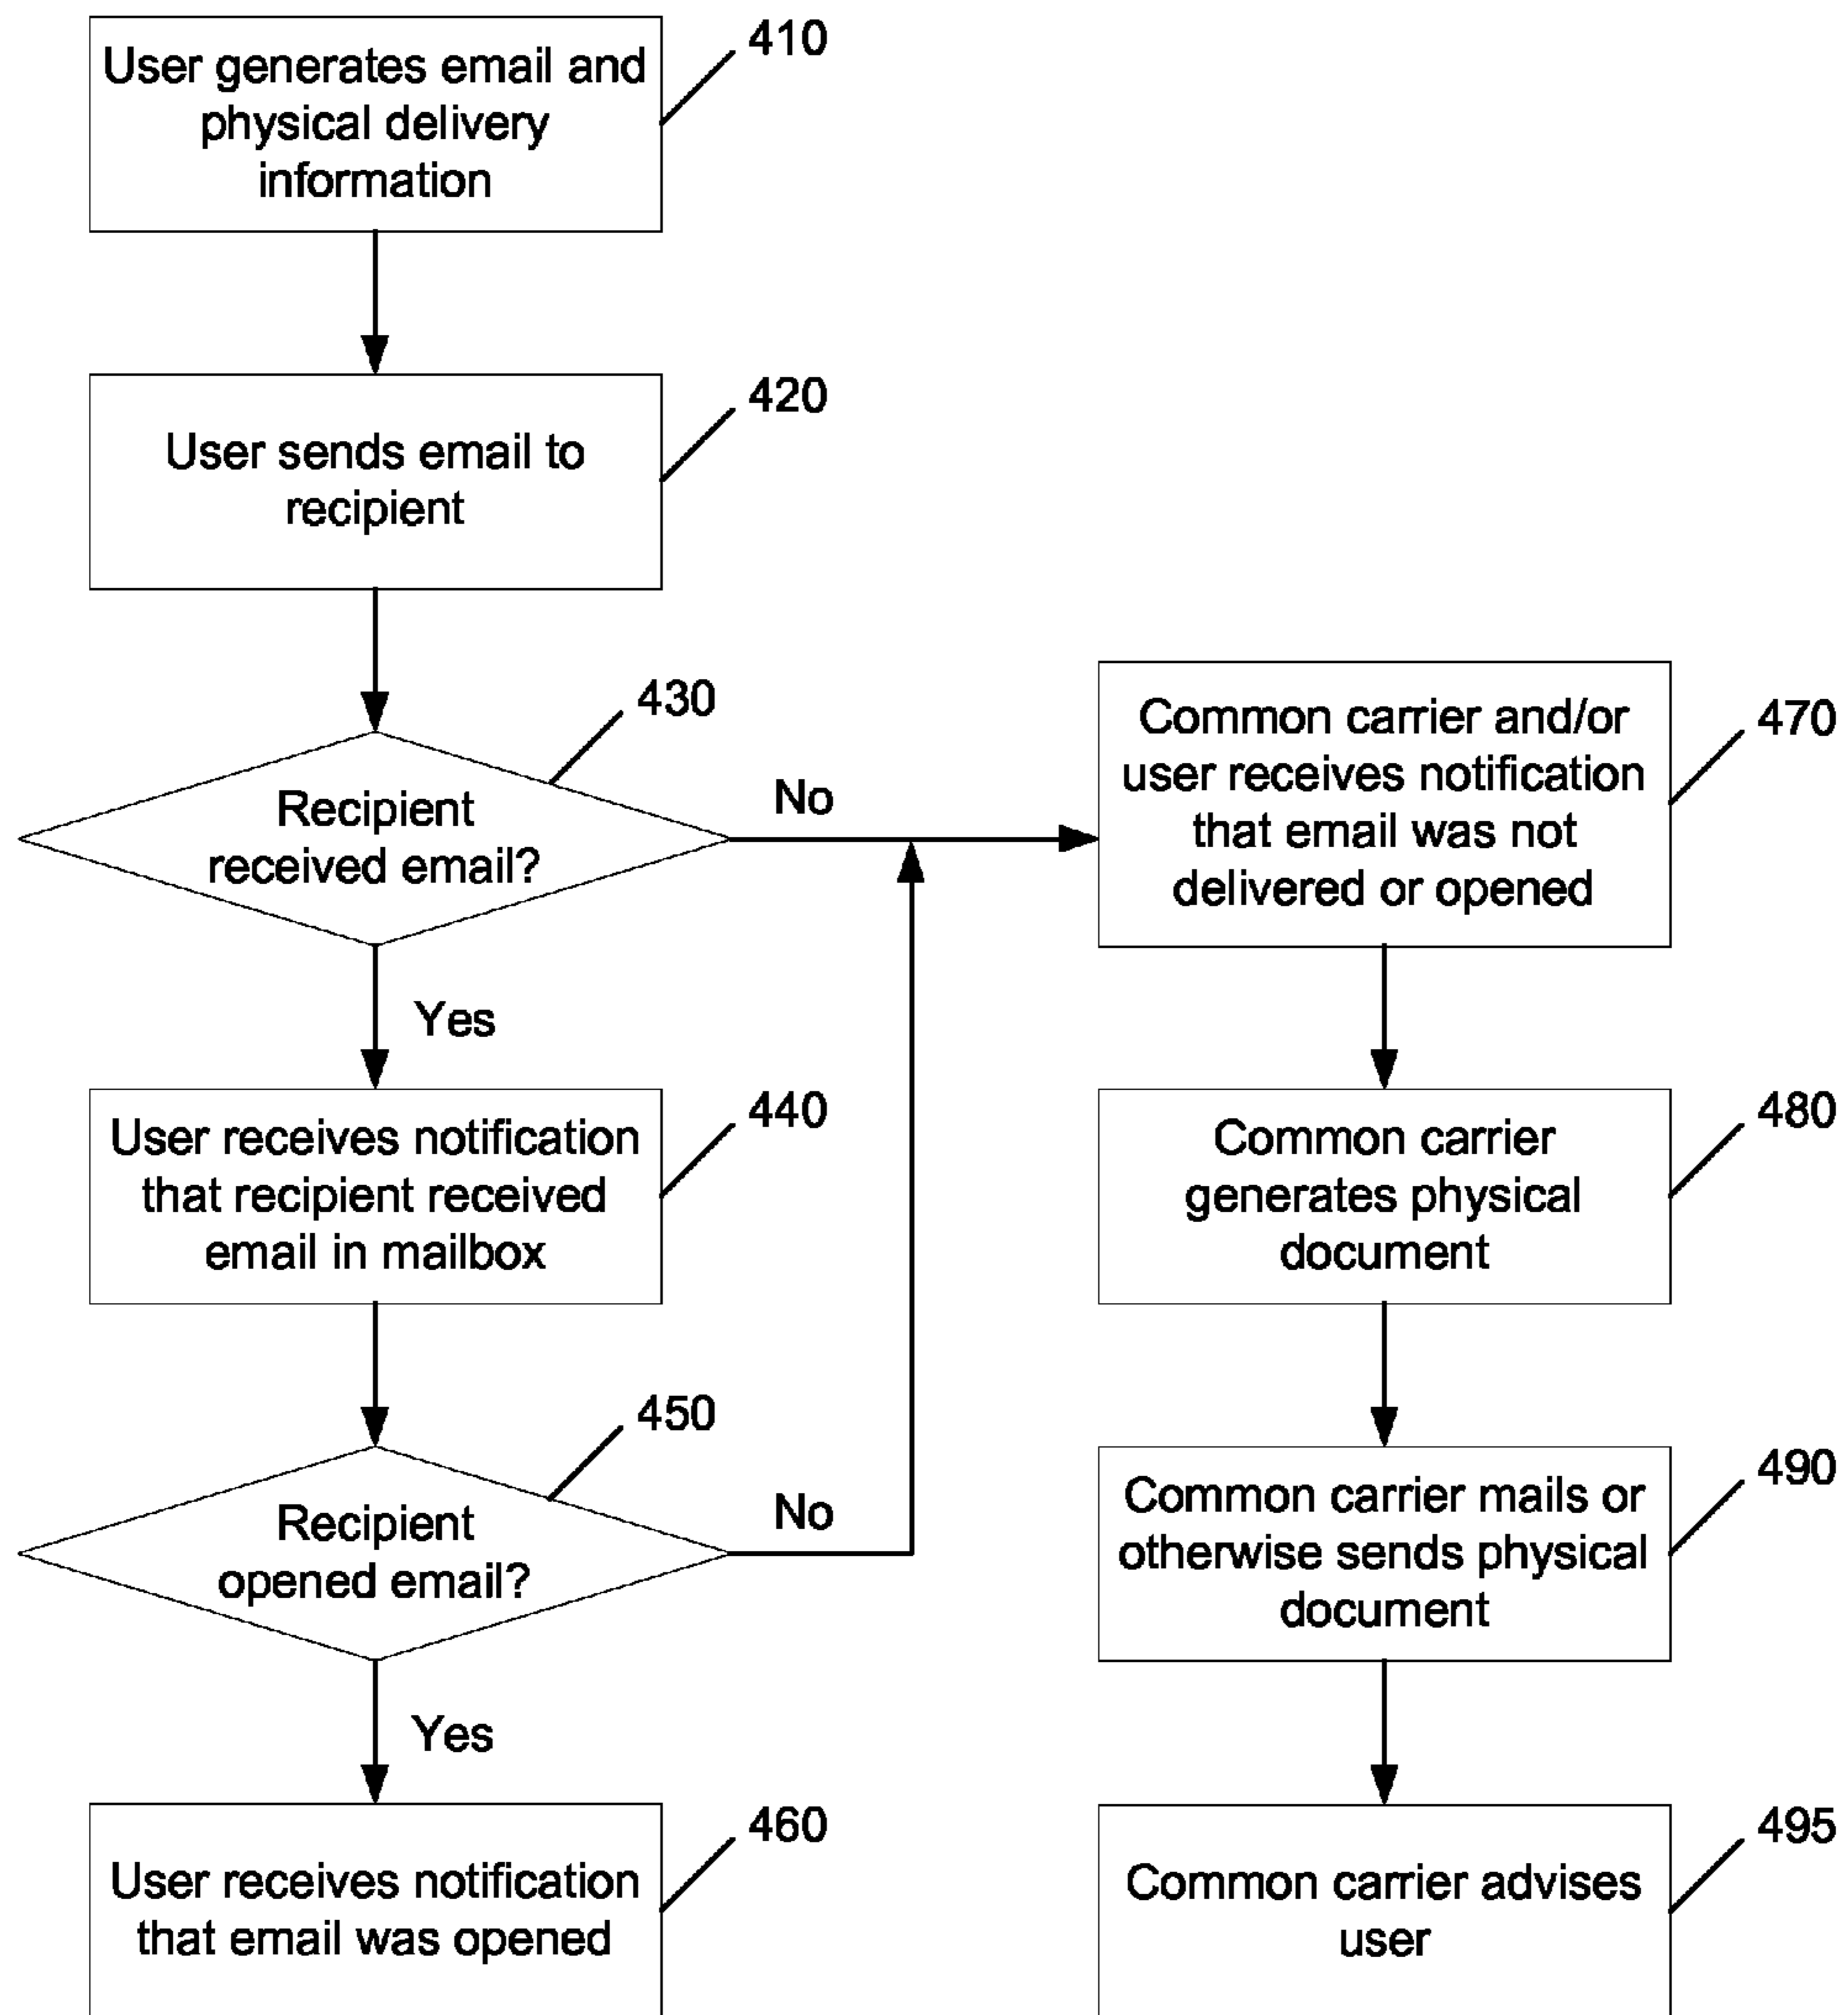 User generates email and
physical delivery
information
410
User sends email to
recipient
420
Recipient
received email?
430
No
Yes
User receives notification
that recipient received
email in mailbox
440
Recipient
opened email?
450
No
Yes
User receives notification
that email was opened
460
Common carrier and/or
user receives notification
that email was not
delivered or opened
470
Common carrier
generates physical
document
480
Common carrier mails or
otherwise sends physical
document
490
Common carrier advises
user
495